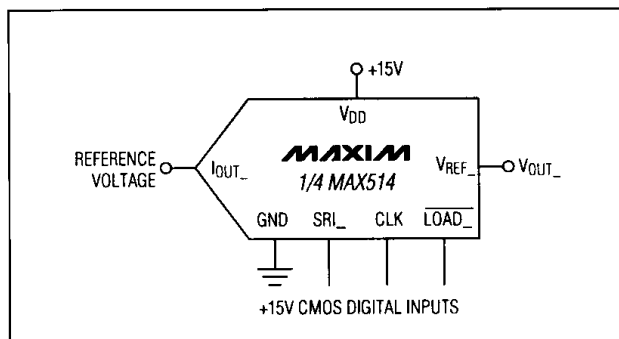 +15V
VDD
MAXIM
1/4 MAX514
REFERENCE
VOLTAGE
IOUT_
VREF_
VOUT_
GND SRI_ CLK LOAD_
+15V CMOS DIGITAL INPUTS